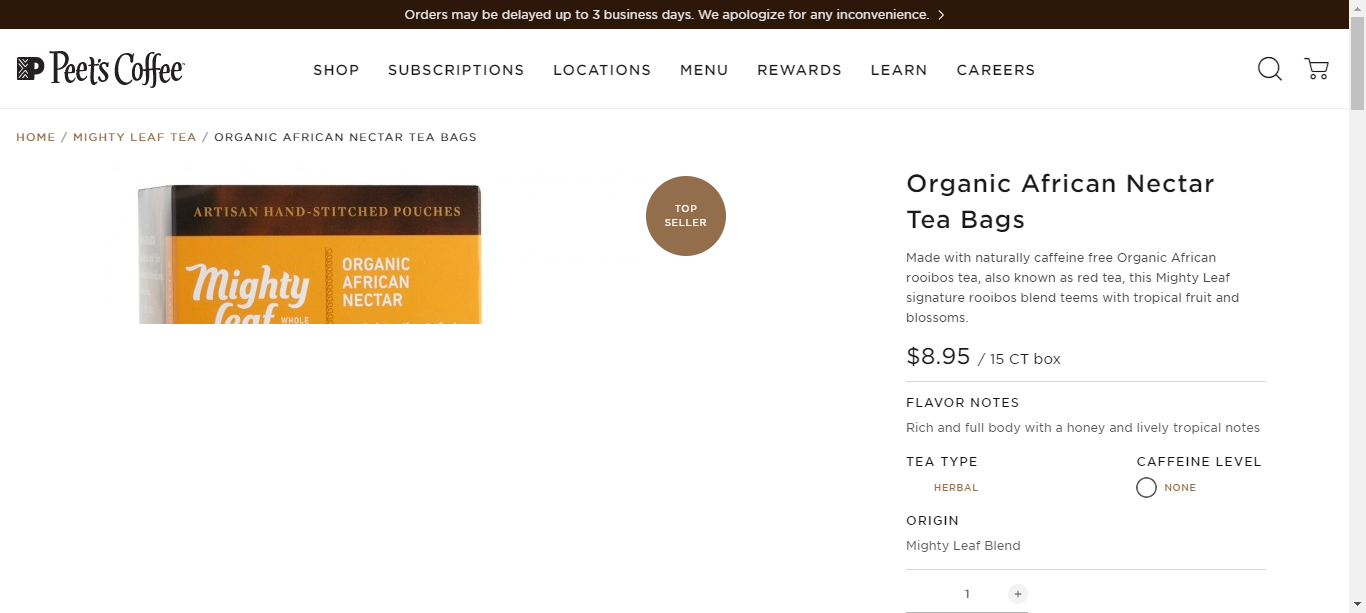 Orders may be delayed up to 3 business days. We apologize for any inconvenience.
Peet's Coffee
SHOP SUBSCRIPTIONS LOCATIONS MENU REWARDS LEARN CAREERS
HOME / MIGHTY LEAF TEA / ORGANIC AFRICAN NECTAR TEA BAGS
ARTISAN HAND-STITCHED POUCHES
Mighty
leaf
WHOLE
ORGANIC
AFRICAN
NECTAR
TOP
SELLER
Organic African Nectar
Tea Bags
Made with naturally caffeine free Organic African
rooibos tea, also known as red tea, this Mighty Leaf
signature rooibos blend teems with tropical fruit and
blossoms.
$8.95 / 15 CT box
FLAVOR NOTES
Rich and full body with a honey and lively tropical notes
TEA TYPE CAFFEINE LEVEL
HERBAL NONE
ORIGIN
Mighty Leaf Blend
1 +